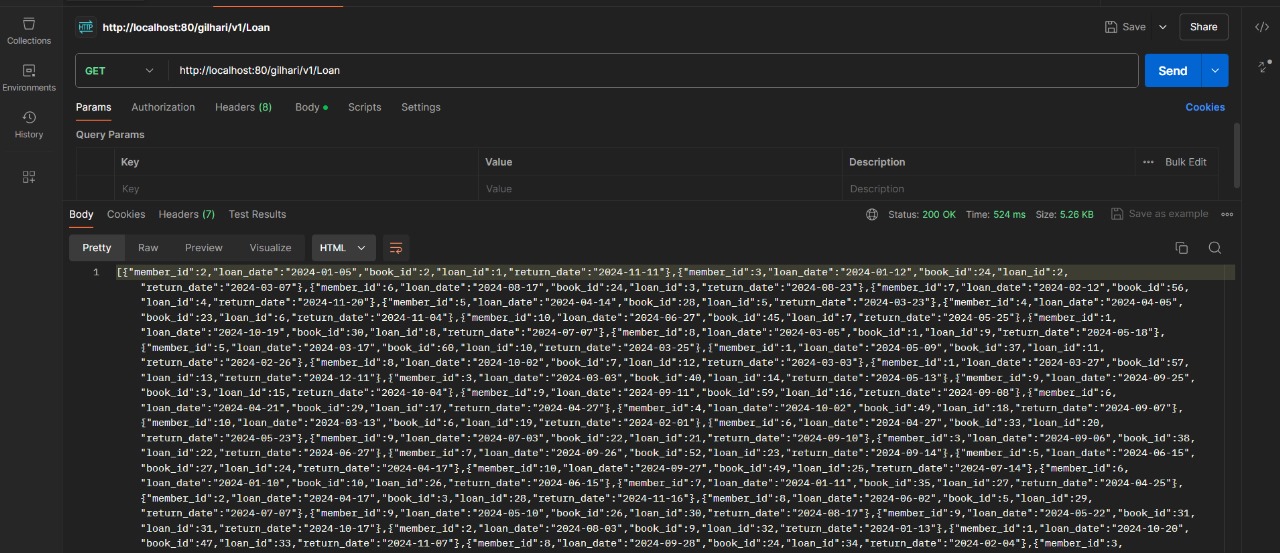 http://localhost:80/gilhari/v1/Loan
Save
Share
Collections
Environments
History
GET
http://localhost:80/gilhari/v1/Loan
Send
Params Authorization Headers (8) Body Scripts Settings Cookies
Query Params
Key Value Description Bulk Edit
Key Value Description
Body Cookies Headers (7) Test Results Status: 200 OK Time: 524 ms Size: 5.26 KB Save as example
Pretty Raw Preview Visualize HTML
1 [{"member_id":2,"loan_date":"2024-01-05","book_id":2,"loan_id":1,"return_date":"2024-11-11"},{"member_id":3,"loan_date":"2024-01-12","book_id":24,"loan_id":2,
"return_date":"2024-03-07"},{"member_id":6,"loan_date":"2024-08-17","book_id":24,"loan_id":3,"return_date":"2024-08-23"},{"member_id":7,"loan_date":"2024-02-12","book_id":56,
"loan_id":4,"return_date":"2024-11-20"},{"member_id":5,"loan_date":"2024-04-14","book_id":28,"loan_id":5,"return_date":"2024-03-23"},{"member_id":4,"loan_date":"2024-04-05",
"book_id":23,"loan_id":6,"return_date":"2024-11-04"},{"member_id":10,"loan_date":"2024-06-27","book_id":45,"loan_id":7,"return_date":"2024-05-25"},{"member_id":1,
"loan_date":"2024-10-19","book_id":30,"loan_id":8,"return_date":"2024-07-07"},{"member_id":8,"loan_date":"2024-03-05","book_id":1,"loan_id":9,"return_date":"2024-05-18"},
{"member_id":5,"loan_date":"2024-03-17","book_id":60,"loan_id":10,"return_date":"2024-03-25"},{"member_id":1,"loan_date":"2024-05-09","book_id":37,"loan_id":11,
"return_date":"2024-02-26"},{"member_id":8,"loan_date":"2024-10-02","book_id":7,"loan_id":12,"return_date":"2024-03-03"},{"member_id":1,"loan_date":"2024-03-27","book_id":57,
"loan_id":13,"return_date":"2024-12-11"},{"member_id":3,"loan_date":"2024-03-03","book_id":40,"loan_id":14,"return_date":"2024-05-13"},{"member_id":9,"loan_date":"2024-09-25",
"book_id":3,"loan_id":15,"return_date":"2024-10-04"},{"member_id":9,"loan_date":"2024-09-11","book_id":59,"loan_id":16,"return_date":"2024-09-08"},{"member_id":6,
"loan_date":"2024-04-21","book_id":29,"loan_id":17,"return_date":"2024-04-27"},{"member_id":4,"loan_date":"2024-10-02","book_id":49,"loan_id":18,"return_date":"2024-09-07"},
{"member_id":10,"loan_date":"2024-03-13","book_id":6,"loan_id":19,"return_date":"2024-02-01"},{"member_id":6,"loan_date":"2024-04-27","book_id":33,"loan_id":20,
"return_date":"2024-05-23"},{"member_id":9,"loan_date":"2024-07-03","book_id":22,"loan_id":21,"return_date":"2024-09-10"},{"member_id":3,"loan_date":"2024-09-06","book_id":38,
"loan_id":22,"return_date":"2024-06-27"},{"member_id":7,"loan_date":"2024-09-26","book_id":52,"loan_id":23,"return_date":"2024-09-14"},{"member_id":5,"loan_date":"2024-06-15",
"book_id":27,"loan_id":24,"return_date":"2024-04-17"},{"member_id":10,"loan_date":"2024-09-27","book_id":49,"loan_id":25,"return_date":"2024-07-14"},{"member_id":6,
"loan_date":"2024-01-10","book_id":10,"loan_id":26,"return_date":"2024-06-15"},{"member_id":7,"loan_date":"2024-01-11","book_id":35,"loan_id":27,"return_date":"2024-04-25"},
{"member_id":2,"loan_date":"2024-04-17","book_id":3,"loan_id":28,"return_date":"2024-11-16"},{"member_id":8,"loan_date":"2024-06-02","book_id":5,"loan_id":29,
"return_date":"2024-07-07"},{"member_id":9,"loan_date":"2024-05-10","book_id":26,"loan_id":30,"return_date":"2024-08-17"},{"member_id":9,"loan_date":"2024-05-22","book_id":31,
"loan_id":31,"return_date":"2024-10-17"},{"member_id":2,"loan_date":"2024-08-03","book_id":9,"loan_id":32,"return_date":"2024-01-13"},{"member_id":1,"loan_date":"2024-10-20",
"book_id":47,"loan_id":33,"return_date":"2024-11-07"},{"member_id":8,"loan_date":"2024-09-28","book_id":24,"loan_id":34,"return_date":"2024-02-04"},{"member_id":3,